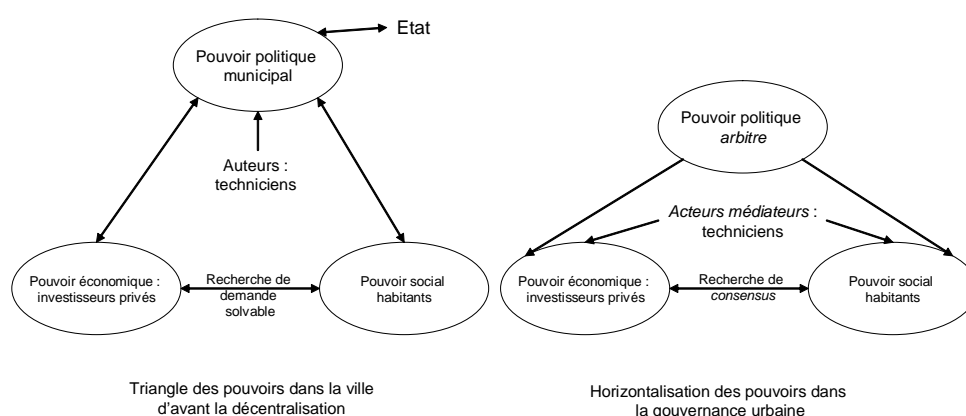 Etat
Pouvoir politique
municipal
Auteurs :
techniciens
Pouvoir économique :
investisseurs privés
Recherche de
demande
solvable
Pouvoir social
habitants
Triangle des pouvoirs dans la ville
d'avant la décentralisation
Pouvoir politique
arbitre
Acteurs médiateurs :
techniciens
Pouvoir économique :
investisseurs privés
Recherche de
consensus
Pouvoir social
habitants
Horizontalisation des pouvoirs dans
la gouvernance urbaine